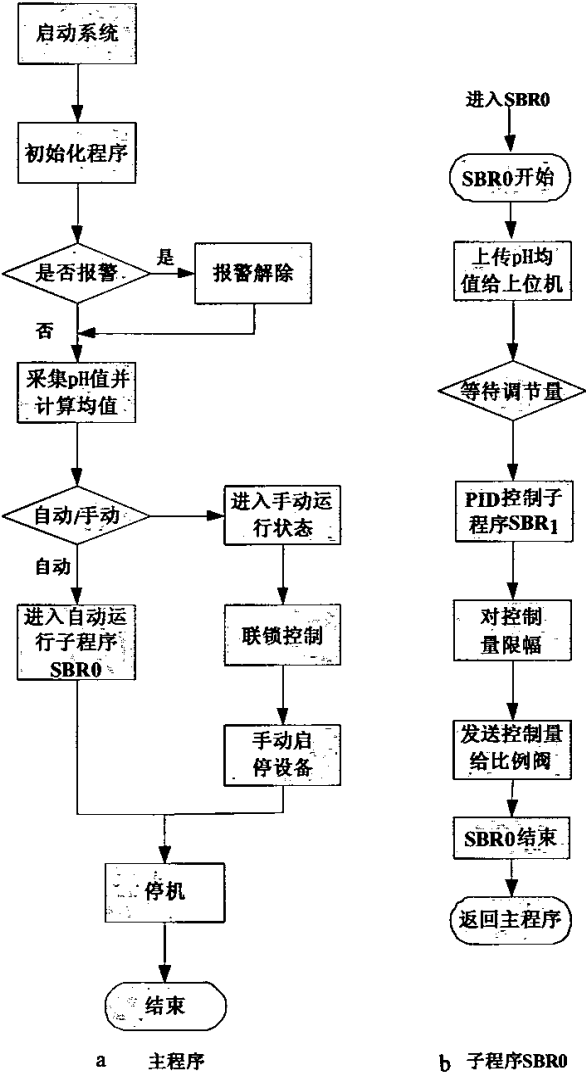 启动系统
初始化程序
是否报警
是
报警解除
否
采集pH值并
计算均值
自动/手动
进入手动运
行状态
自动
进入自动运
行子程序
SBR0
联锁控制
手动启
停设备
停机
结束
a 主程序
进入SBR0
SBR0开始
上传pH均
值给上位机
等待调节量
PID控制子
程序SBR1
对控制
量限幅
发送控制量
给比例阀
SBR0结束
返回主程序
b 子程序SBR0